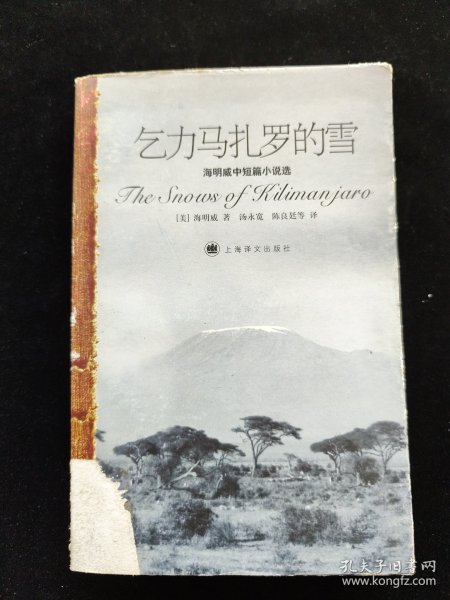 乞力马扎罗的雪
海明威中短篇小说选
The Snows of Kilimanjaro
[美] 海明威 著 汤永宽 陈良廷等 译
上海译文出版社
孔夫子旧书网
www.kongfz.com